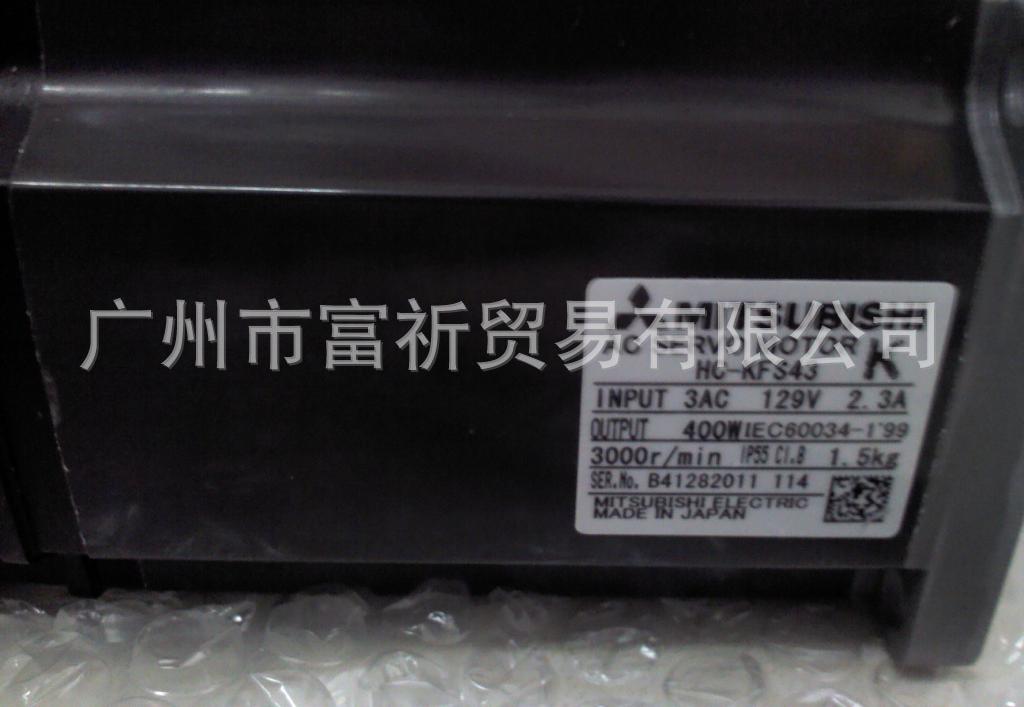 广州市富祈贸易有限公司
MITSUBISHI
HC SERVO MOTOR K
HC-KFS43
INPUT 3AC 129V 2.3A
OUTPUT 400W IEC60034-1'99
3000r/min IP55 CI.B 1.5kg
SER.No. B41282011 114
MITSUBISHI ELECTRIC
MADE IN JAPAN